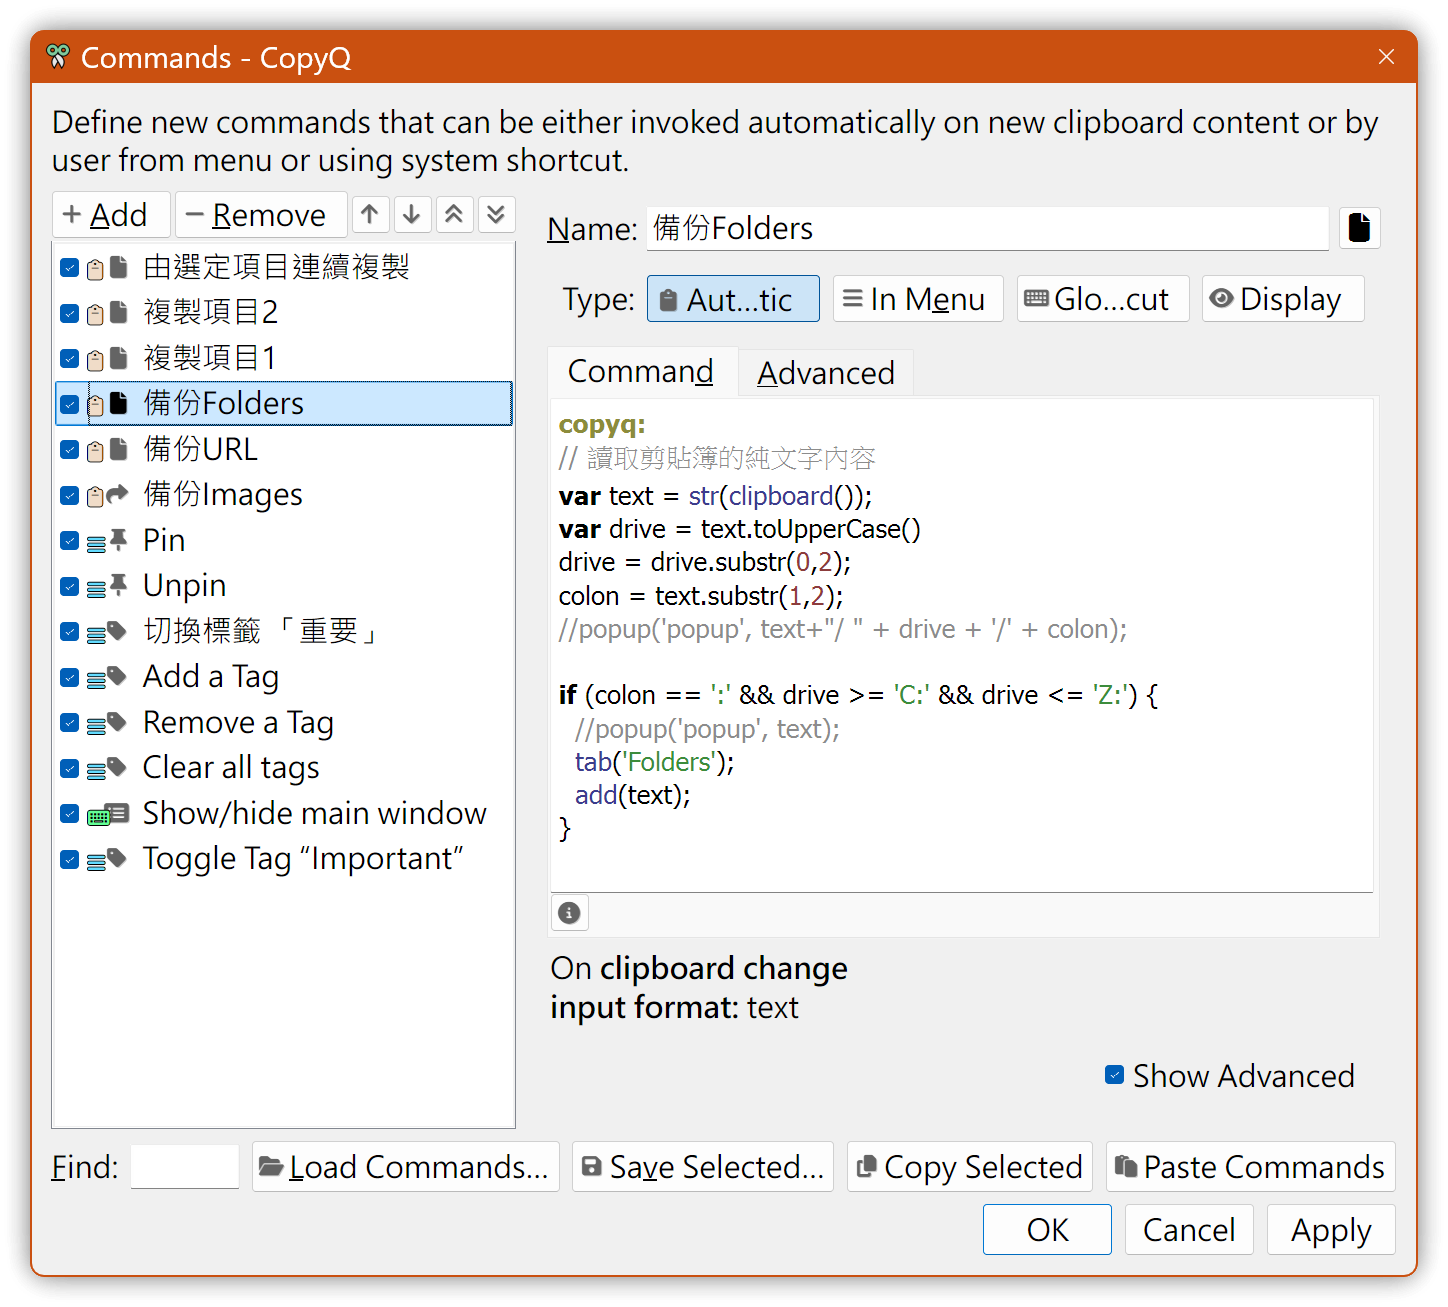 Commands - CopyQ
Define new commands that can be either invoked automatically on new clipboard content or by
user from menu or using system shortcut.
Add
Remove
由選定項目連續複製
複製項目2
複製項目1
備份Folders
備份URL
備份Images
Pin
Unpin
切換標籤「重要」
Add a Tag
Remove a Tag
Clear all tags
Show/hide main window
Toggle Tag “Important”
Name: 備份Folders
Type: Aut...tic In Menu Glo...cut Display
Command Advanced
copyq:
// 讀取剪貼簿的純文字內容
var text = str(clipboard());
var drive = text.toUpperCase()
drive = drive.substr(0,2);
colon = text.substr(1,2);
//popup('popup', text+"/ " + drive + '/' + colon);
if (colon == ':' && drive >= 'C:' && drive <= 'Z:') {
//popup('popup', text);
tab('Folders');
add(text);
}
On clipboard change
input format: text
Show Advanced
Find: Load Commands... Save Selected... Copy Selected Paste Commands
OK Cancel Apply